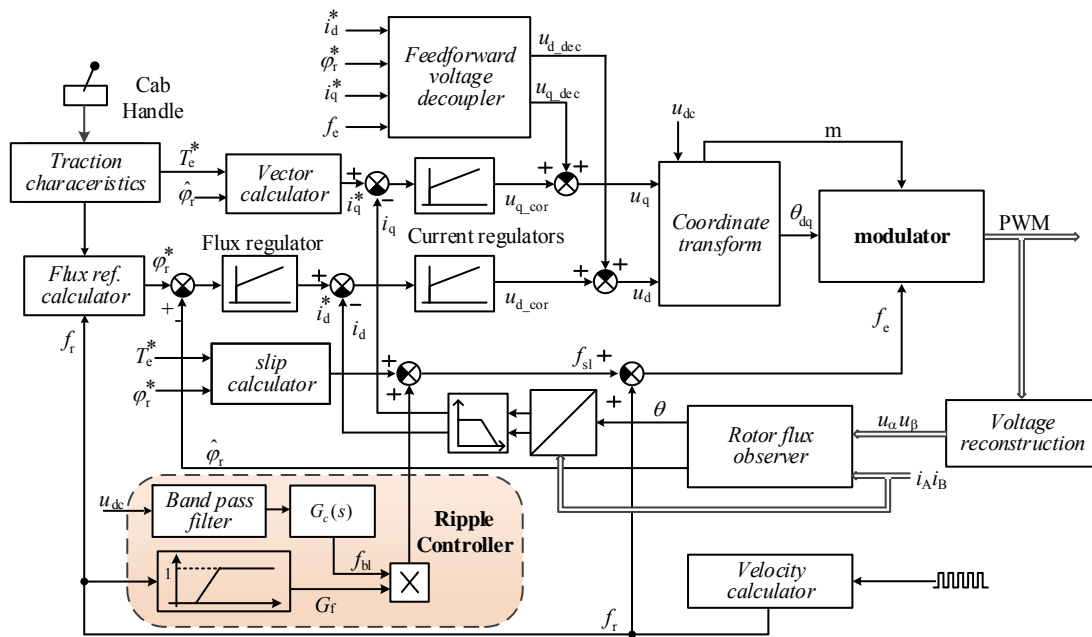 i*d
φ*r
i*q
fe
Feedforward
voltage
decoupler
ud_dec
uq_dec
Cab
Handle
Traction
characeristics
T*e
φ̂r
Vector
calculator
+
i*q
−
iq
uq_cor
+
+
uq
udc
Coordinate
transform
m
θdq
modulator
PWM
Flux ref.
calculator
φ*r
+
-
Flux regulator
+
i*d
−
id
Current regulators
ud_cor
+
+
ud
fr
T*e
φ*r
slip
calculator
+
+
fsl
+
+
fe
θ
Rotor flux
observer
uα uβ
Voltage
reconstruction
iA iB
φ̂r
udc
Band pass
filter
Gc(s)
Ripple
Controller
fbl
1
Gf
X
Velocity
calculator
fr